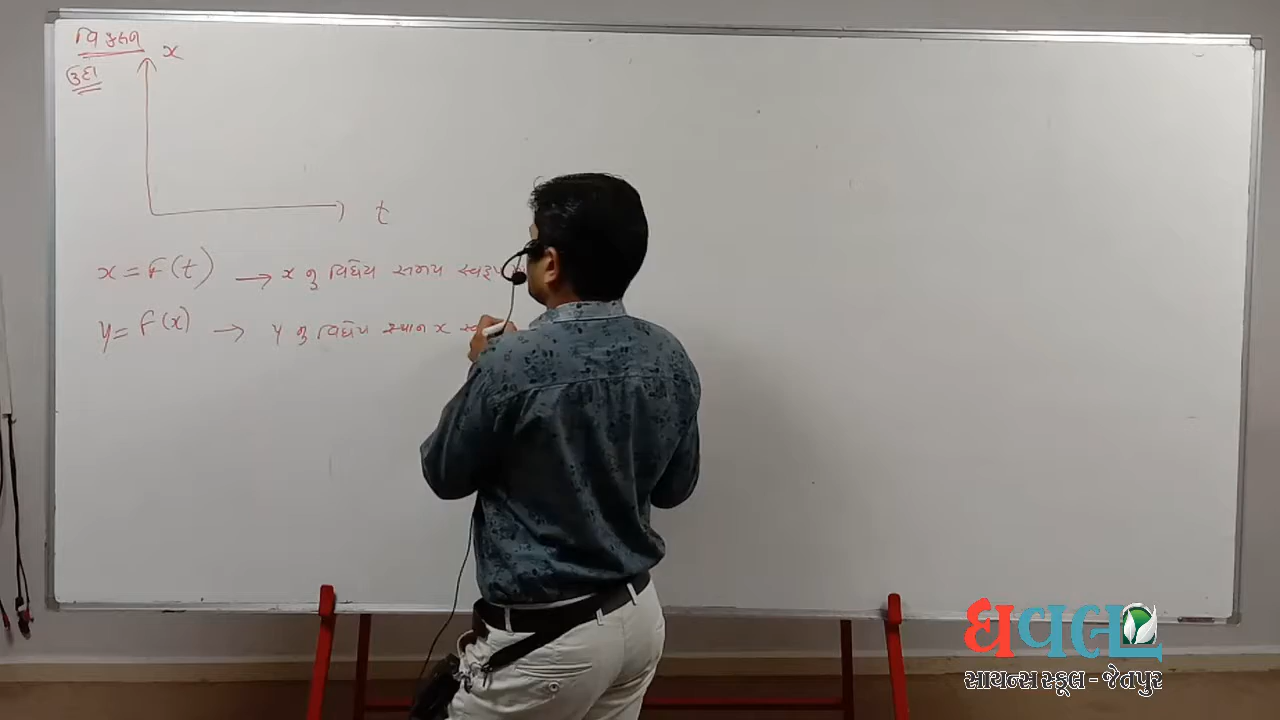 વિકલન
ઉદા
x
t
x = F(t) → x નુ વિધેય સમય સ્વરૂપ
y = F(x) → y નુ વિધેય સ્થાન x
ધવલ
સાયન્સ સ્કૂલ – જેતપુર